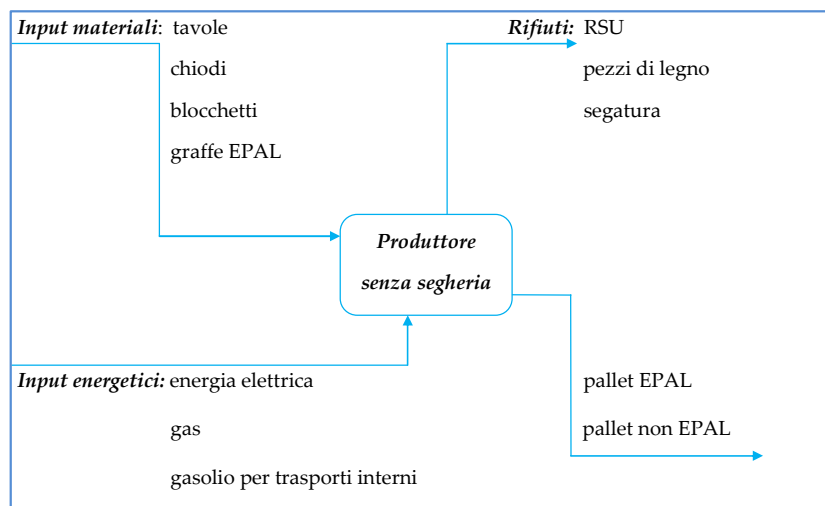 Input materiali: tavole
chiodi
blocchetti
graffe EPAL
Rifiuti: RSU
pezzi di legno
segatura
Produttore
senza segheria
Input energetici: energia elettrica
gas
gasolio per trasporti interni
pallet EPAL
pallet non EPAL